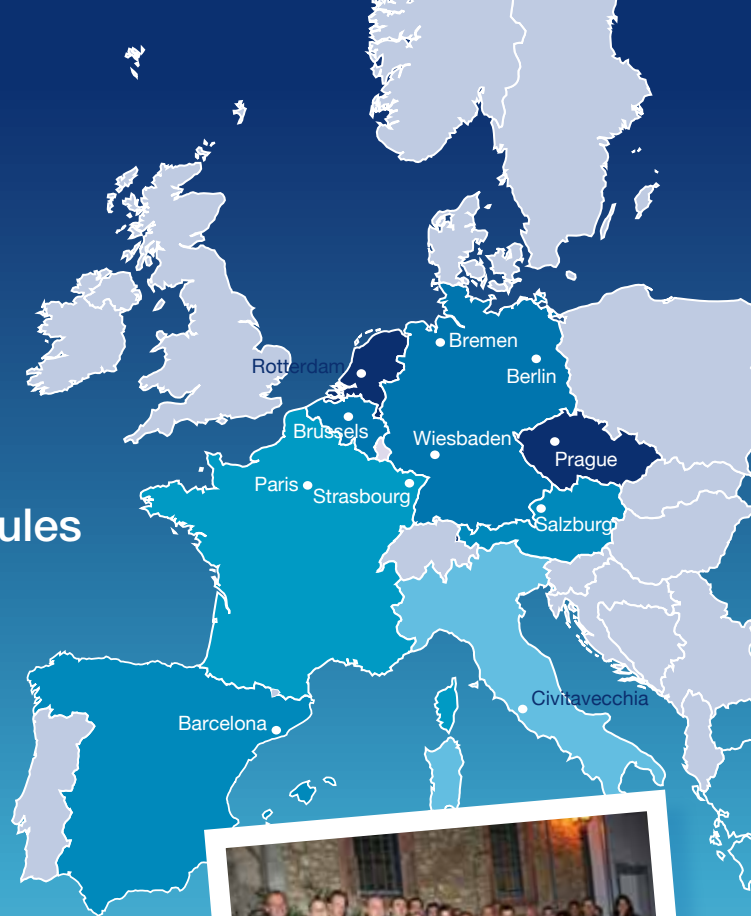 Bremen
Rotterdam
Berlin
Brussels
Wiesbaden
Prague
Paris
Strasbourg
ules
Salzburg
Civitavecchia
Barcelona